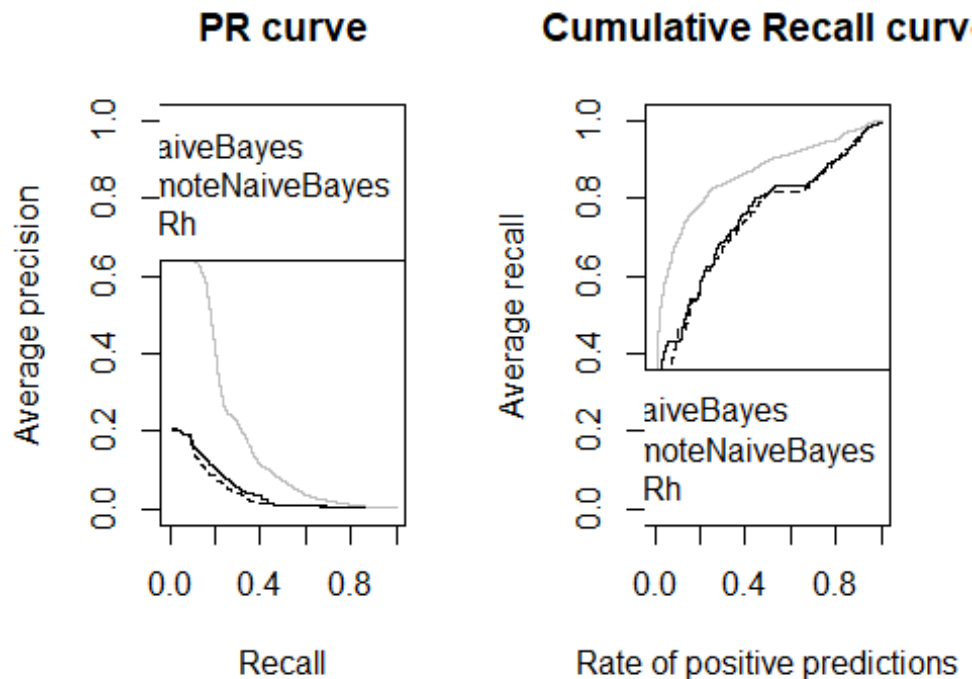 PR curve
Average precision
1.0
0.8
0.6
0.4
0.2
0.0
aiveBayes
moteNaiveBayes
Rh
0.0 0.4 0.8
Recall
Cumulative Recall curv
Average recall
1.0
0.8
0.6
0.4
0.2
0.0
aiveBayes
moteNaiveBayes
Rh
0.0 0.4 0.8
Rate of positive predictions